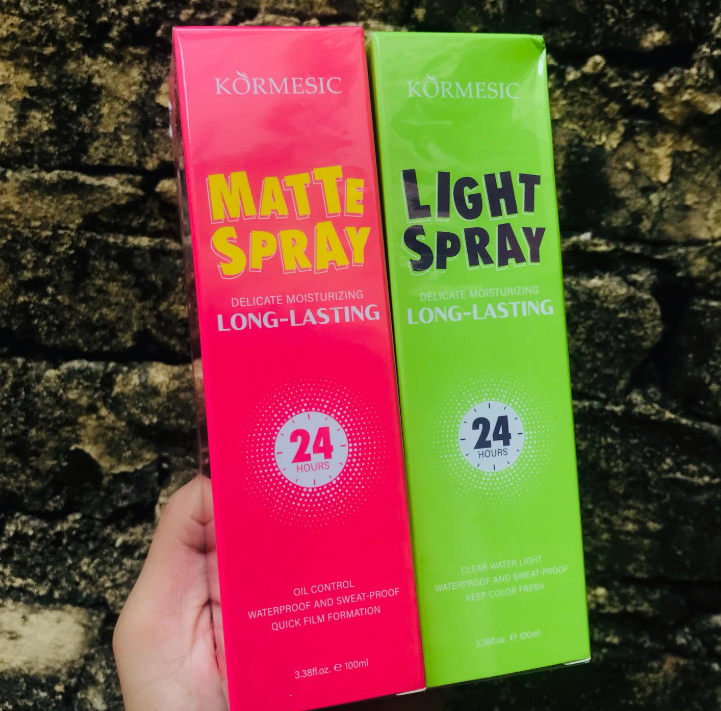 KÒRMESIC
MATTE
SPRAY
DELICATE MOISTURIZING
LONG-LASTING
24
HOURS
OIL CONTROL
WATERPROOF AND SWEAT-PROOF
QUICK FILM FORMATION
3.38fl.oz. ℮ 100ml
KÒRMESIC
LIGHT
SPRAY
DELICATE MOISTURIZING
LONG-LASTING
24
HOURS
CLEAR WATER LIGHT
WATERPROOF AND SWEAT-PROOF
KEEP COLOR FRESH
3.38fl.oz. ℮ 100ml